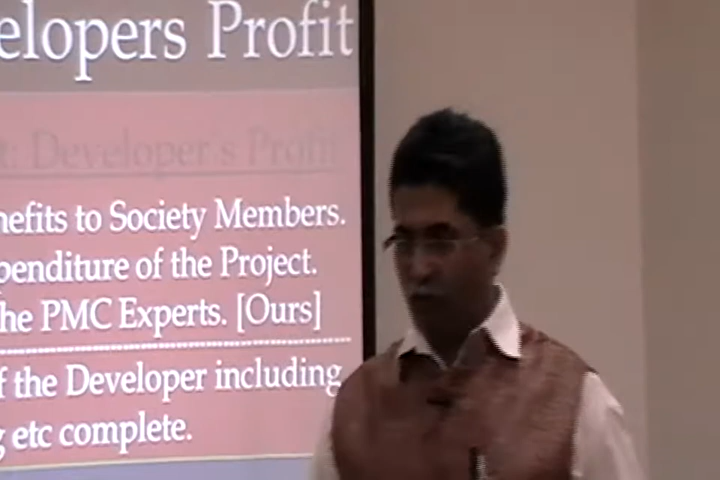 elopers Profit
t: Developer's Profit
nefits to Society Members.
penditure of the Project.
he PMC Experts. [Ours]
f the Developer including
g etc complete.